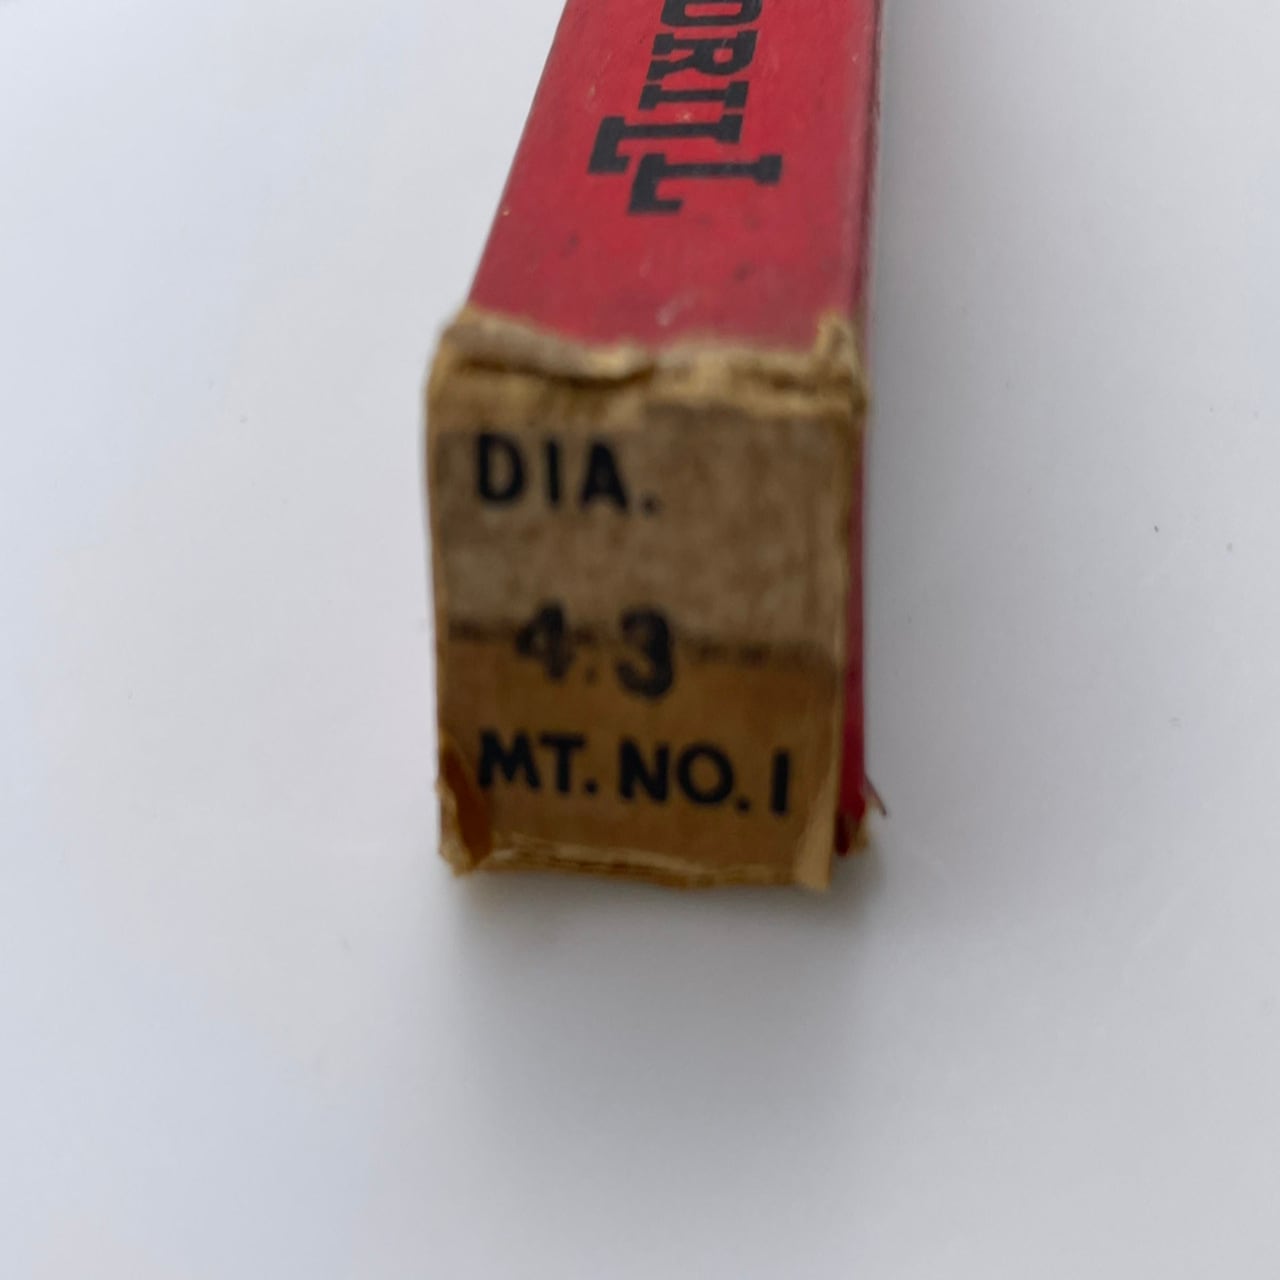 DRILL
DIA.
4.3
MT. NO. 1